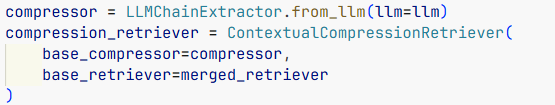 compressor = LLMChainExtractor.from_llm(llm=llm)
compression_retriever = ContextualCompressionRetriever(
    base_compressor=compressor,
    base_retriever=merged_retriever
)